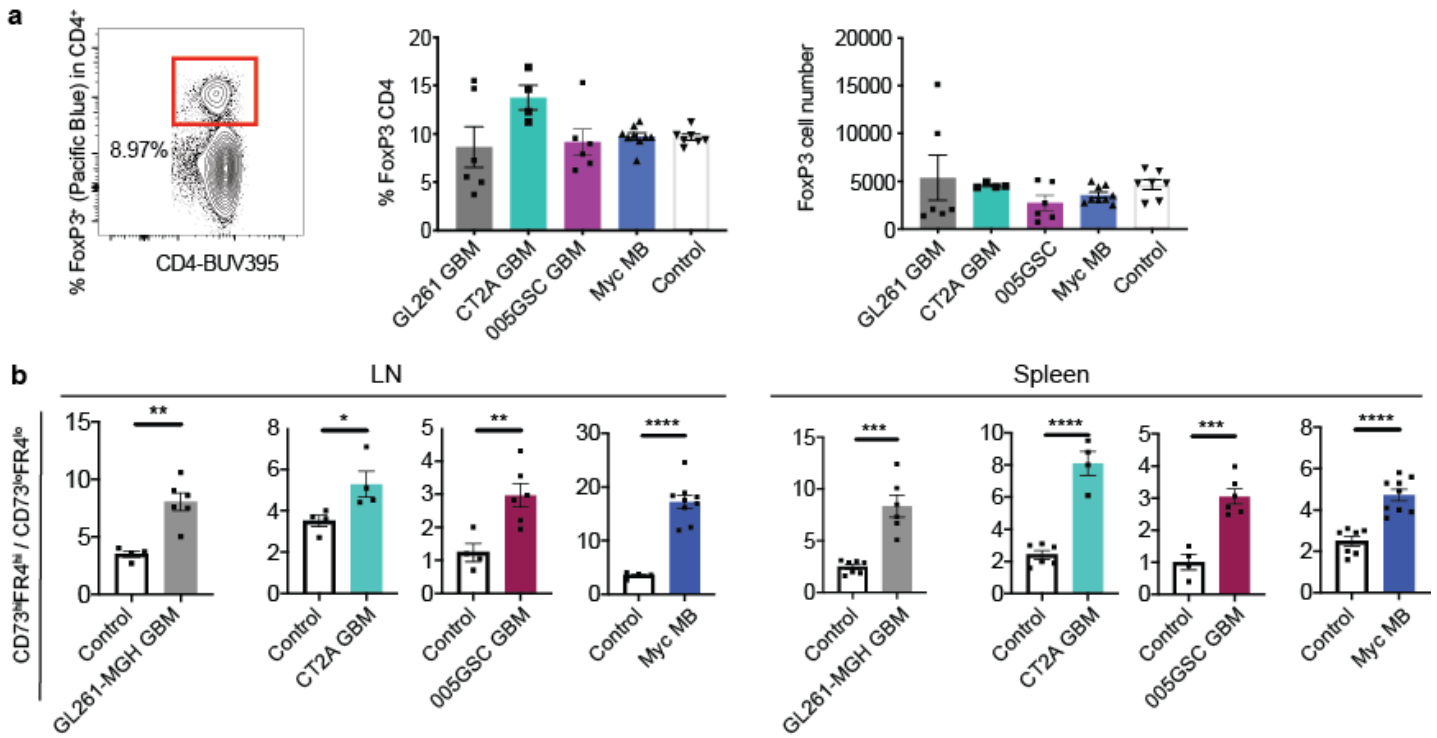 a
% FoxP3⁺ (Pacific Blue) in CD4⁺
8.97%
CD4-BUV395
% FoxP3 CD4
20
15
10
5
0
GL261 GBM
CT2A GBM
005GSC GBM
Myc MB
Control
FoxP3 cell number
20000
15000
10000
5000
0
GL261 GBM
CT2A GBM
005GSC
Myc MB
Control
b
LN
Spleen
CD73ʰⁱFR4ʰⁱ / CD73ˡᵒFR4ˡᵒ
15
10
5
0
**
Control
GL261-MGH GBM
8
6
4
2
0
*
Control
CT2A GBM
5
4
3
2
1
0
**
Control
005GSC GBM
30
20
10
0
****
Control
Myc MB
15
10
5
0
***
Control
GL261-MGH GBM
10
8
6
4
2
0
****
Control
CT2A GBM
5
4
3
2
1
0
***
Control
005GSC GBM
8
6
4
2
0
****
Control
Myc MB